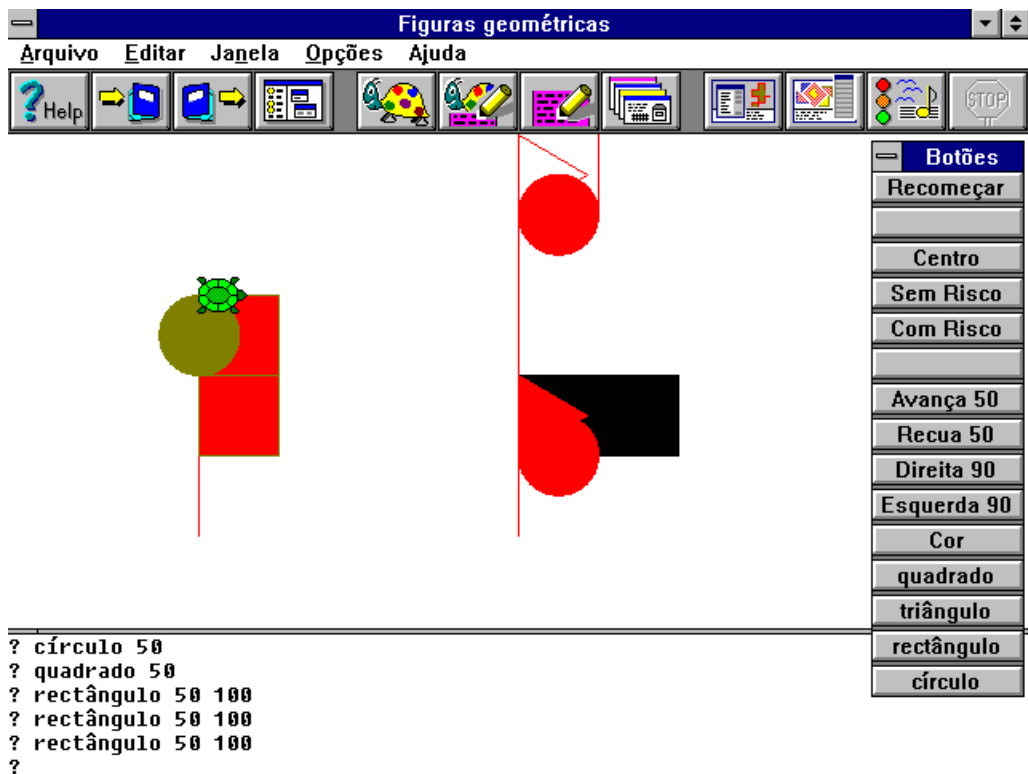 Figuras geométricas
Arquivo Editar Janela Opções Ajuda
? Help
STOP
Botões
Recomeçar
Centro
Sem Risco
Com Risco
Avança 50
Recua 50
Direita 90
Esquerda 90
Cor
quadrado
triângulo
rectângulo
círculo
? círculo 50
? quadrado 50
? rectângulo 50 100
? rectângulo 50 100
? rectângulo 50 100
?